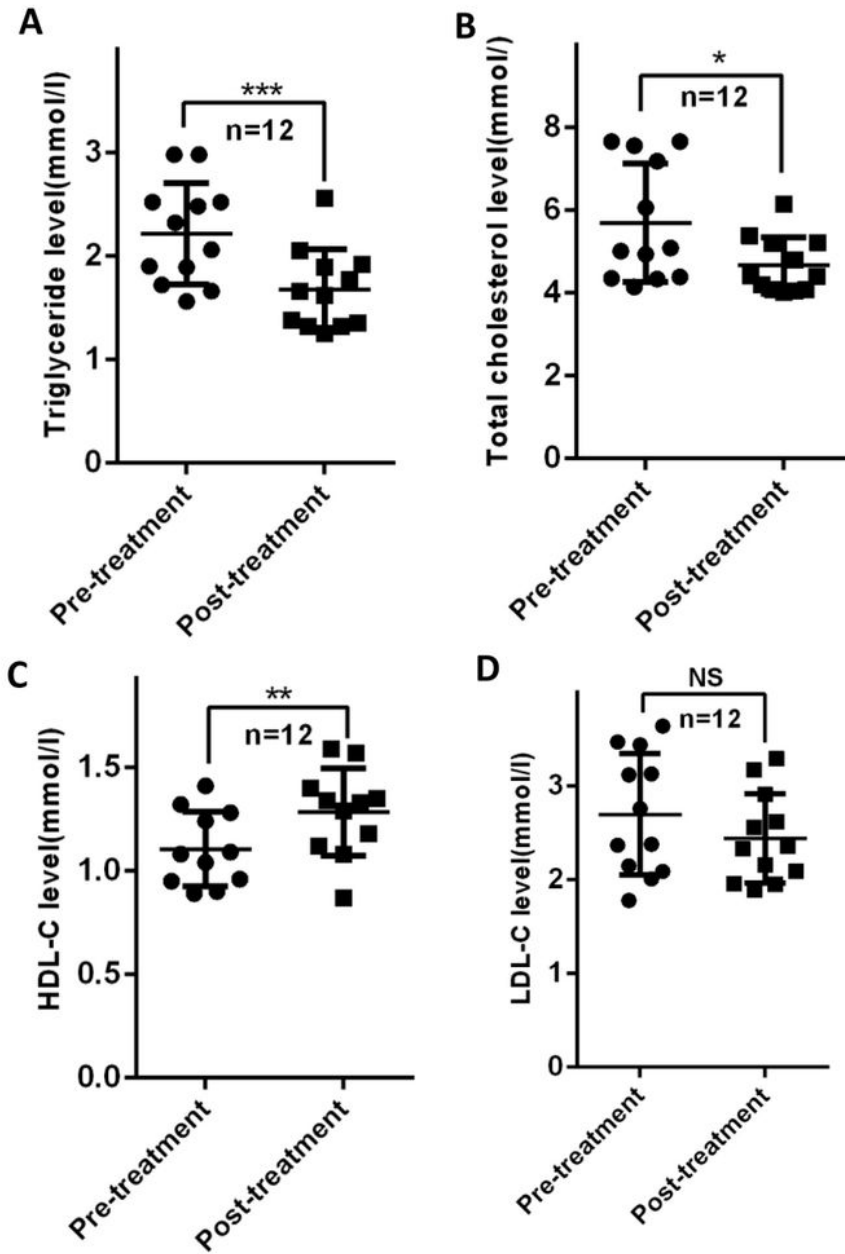 A
Triglyceride level(mmol/l)
3
2
1
0
***
n=12
Pre-treatment
Post-treatment
B
Total cholesterol level(mmol/)
8
6
4
2
0
*
n=12
Pre-treatment
Post-treatment
C
HDL-C level(mmol/l)
1.5
1.0
0.5
0.0
**
n=12
Pre-treatment
Post-treatment
D
LDL-C level(mmol/l)
3
2
1
0
NS
n=12
Pre-treatment
Post-treatment